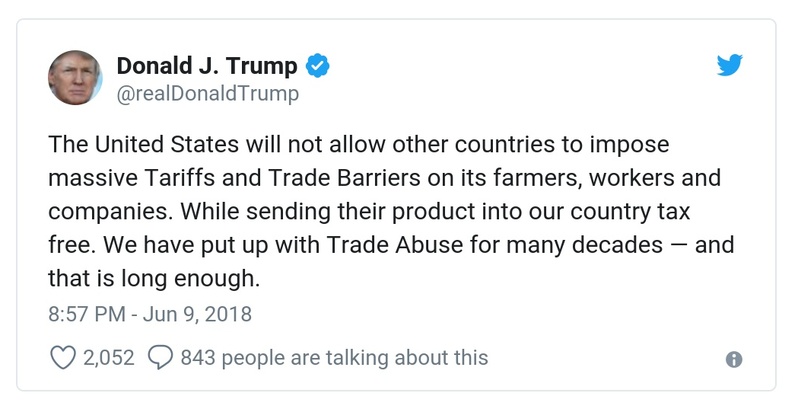 Donald J. Trump
@realDonaldTrump
The United States will not allow other countries to impose
massive Tariffs and Trade Barriers on its farmers, workers and
companies. While sending their product into our country tax
free. We have put up with Trade Abuse for many decades — and
that is long enough.
8:57 PM - Jun 9, 2018
2,052 843 people are talking about this